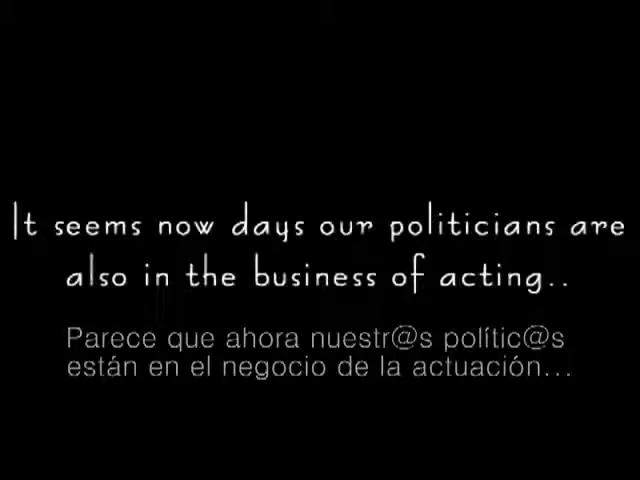 It seems now days our politicians are
also in the business of acting..
Parece que ahora nuestr@s polític@s
están en el negocio de la actuación...